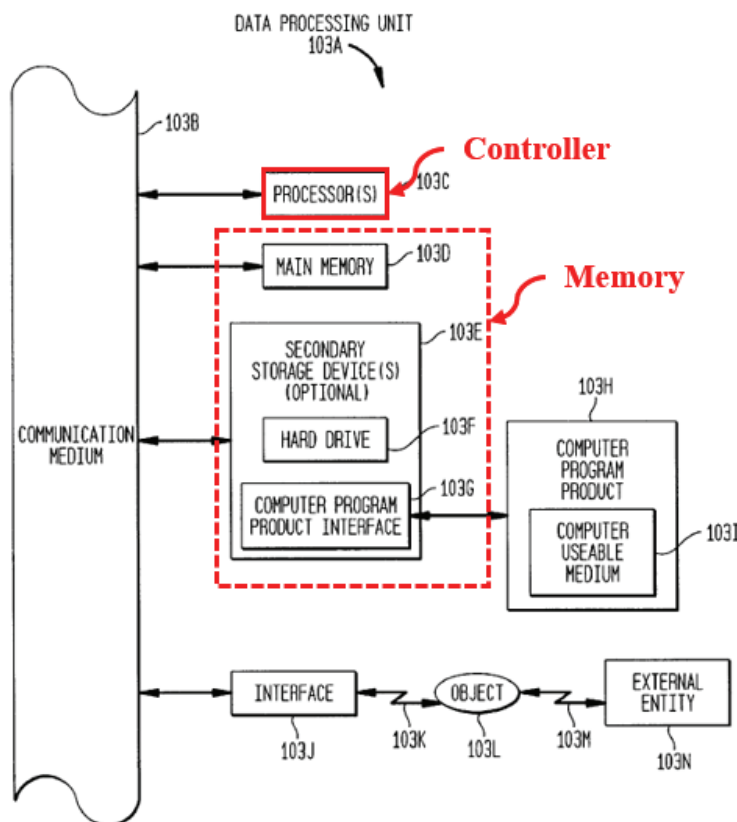 DATA PROCESSING UNIT
103A
103B
Controller
103C
PROCESSOR(S)
103D
MAIN MEMORY
Memory
103E
SECONDARY
STORAGE DEVICE(S)
(OPTIONAL)
103F
HARD DRIVE
103G
COMPUTER PROGRAM
PRODUCT INTERFACE
COMMUNICATION
MEDIUM
103H
COMPUTER
PROGRAM
PRODUCT
COMPUTER
USEABLE
MEDIUM
103I
INTERFACE
OBJECT
EXTERNAL
ENTITY
103J
103K
103L
103M
103N